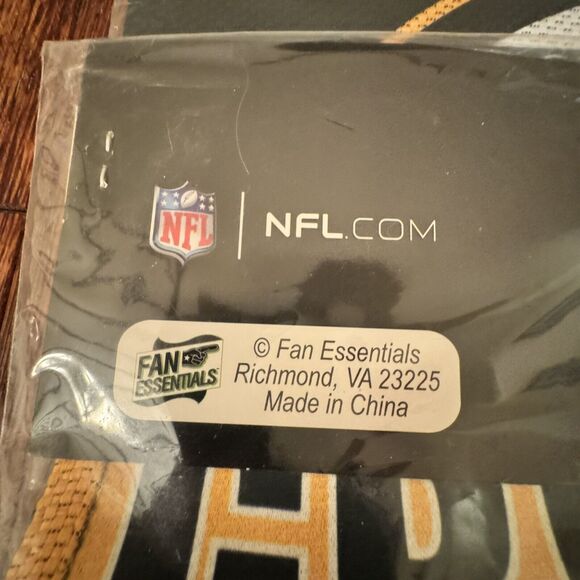 NFL
NFL.COM
FAN
ESSENTIALS
© Fan Essentials
Richmond, VA 23225
Made in China